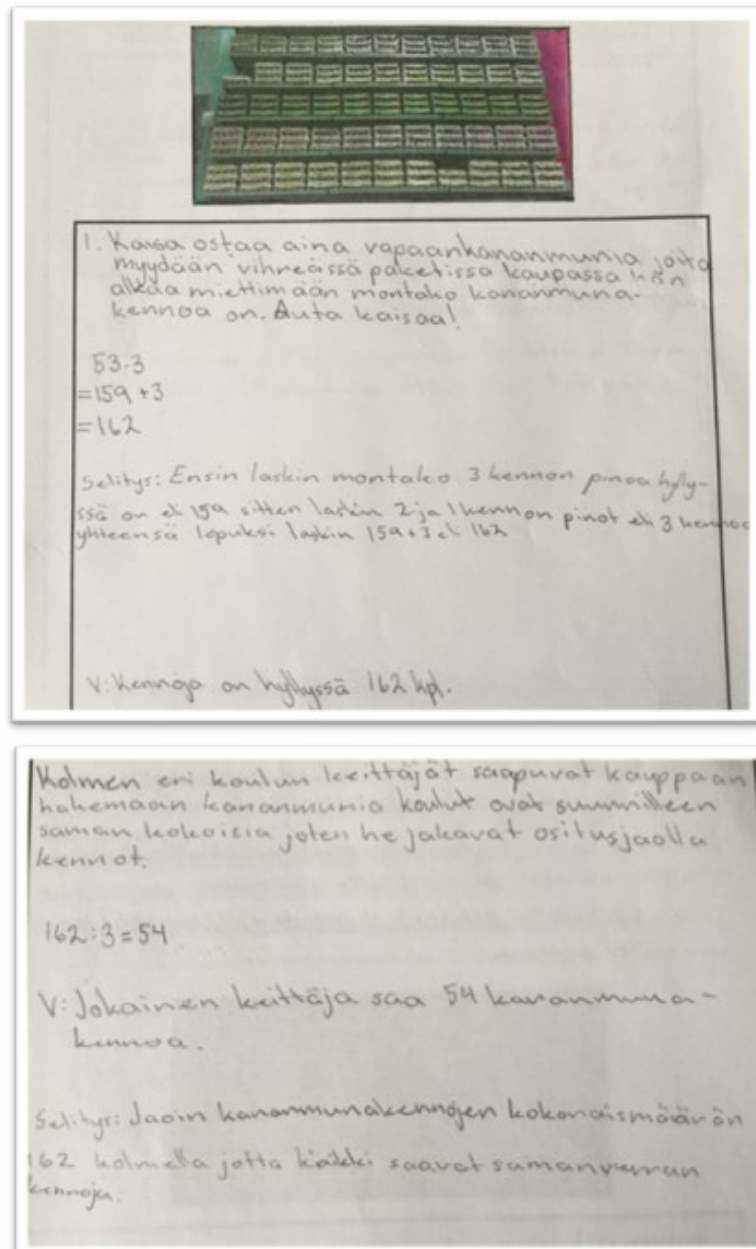 1. Kaisa ostaa aina vapaankananmunia joita
myydään vihreässä paketissa kaupassa hän
alkaa miettimään montako kananmuna-
kennoa on. Auta kaisaa!
53·3
=159+3
=162
Selitys: Ensin laskin montako 3 kennon pinoa hylly-
ssä on eli 159 sitten laskin 2 ja 1 kennon pinot eli 3 kennoa
yhteensä lopuksi laskin 159+3 eli 162
V: Kennoja on hyllyssä 162 kpl.
Kolmen eri koulun keittäjät saapuvat kauppaan
hakemaan kananmunia koulut ovat suunnilleen
saman kokoisia joten he jakavat ositusjaolla
kennot.
162:3=54
V: Jokainen keittäjä saa 54 kananmuna-
kennoa.
Selitys: Jaoin kananmunakennojen kokonaismäärän
162 kolmella jotta kaikki saavat samanverran
kennoja.